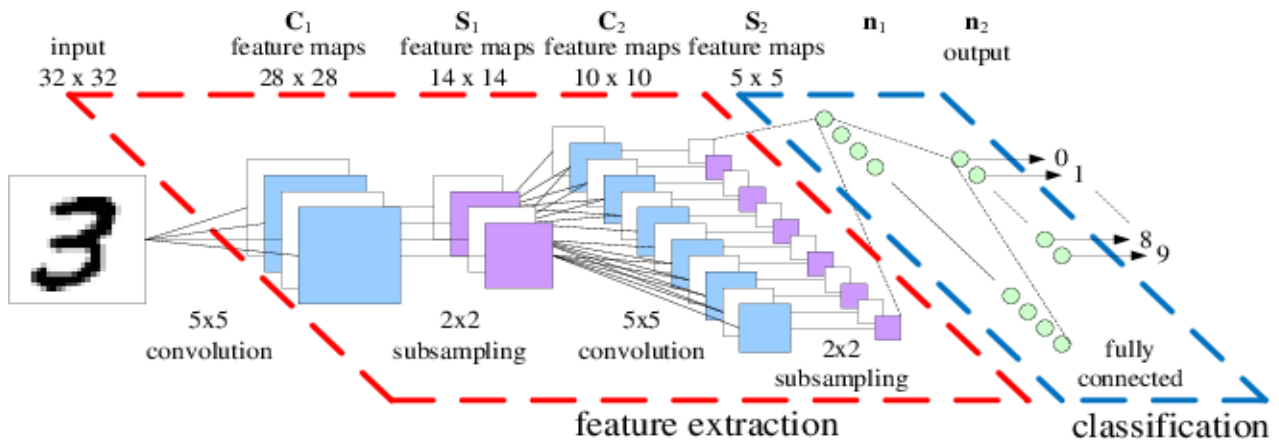 input
32 x 32
C1
feature maps
28 x 28
S1
feature maps
14 x 14
C2
feature maps
10 x 10
S2
feature maps
5 x 5
n1
n2
output
3
0
1
8
9
5x5
convolution
2x2
subsampling
5x5
convolution
2x2
subsampling
fully
connected
feature extraction
classification